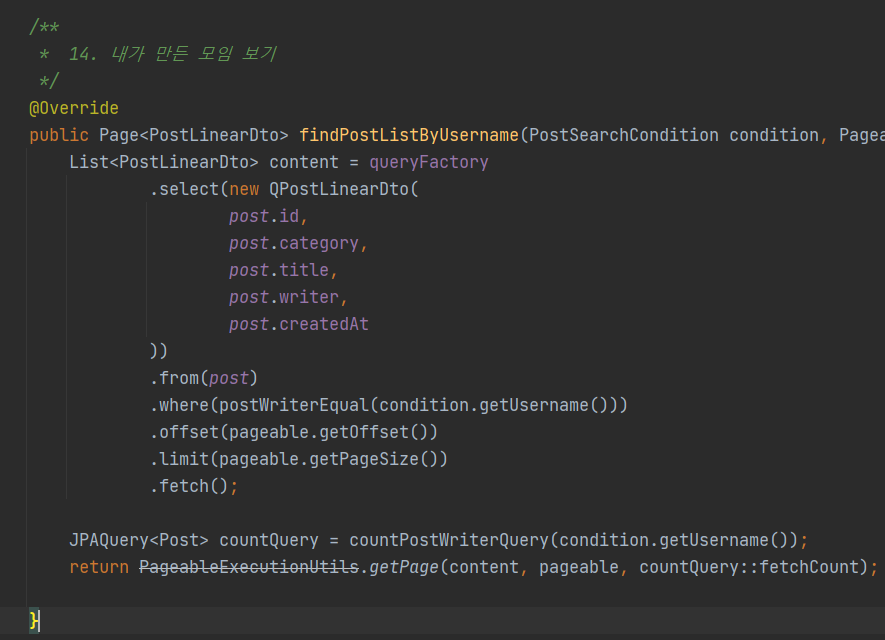 /**
 *  14. 내가 만든 모임 보기
 */
@Override
public Page<PostLinearDto> findPostListByUsername(PostSearchCondition condition, Pagea
    List<PostLinearDto> content = queryFactory
            .select(new QPostLinearDto(
                    post.id,
                    post.category,
                    post.title,
                    post.writer,
                    post.createdAt
            ))
            .from(post)
            .where(postWriterEqual(condition.getUsername()))
            .offset(pageable.getOffset())
            .limit(pageable.getPageSize())
            .fetch();
    JPAQuery<Post> countQuery = countPostWriterQuery(condition.getUsername());
    return PageableExecutionUtils.getPage(content, pageable, countQuery::fetchCount);
}